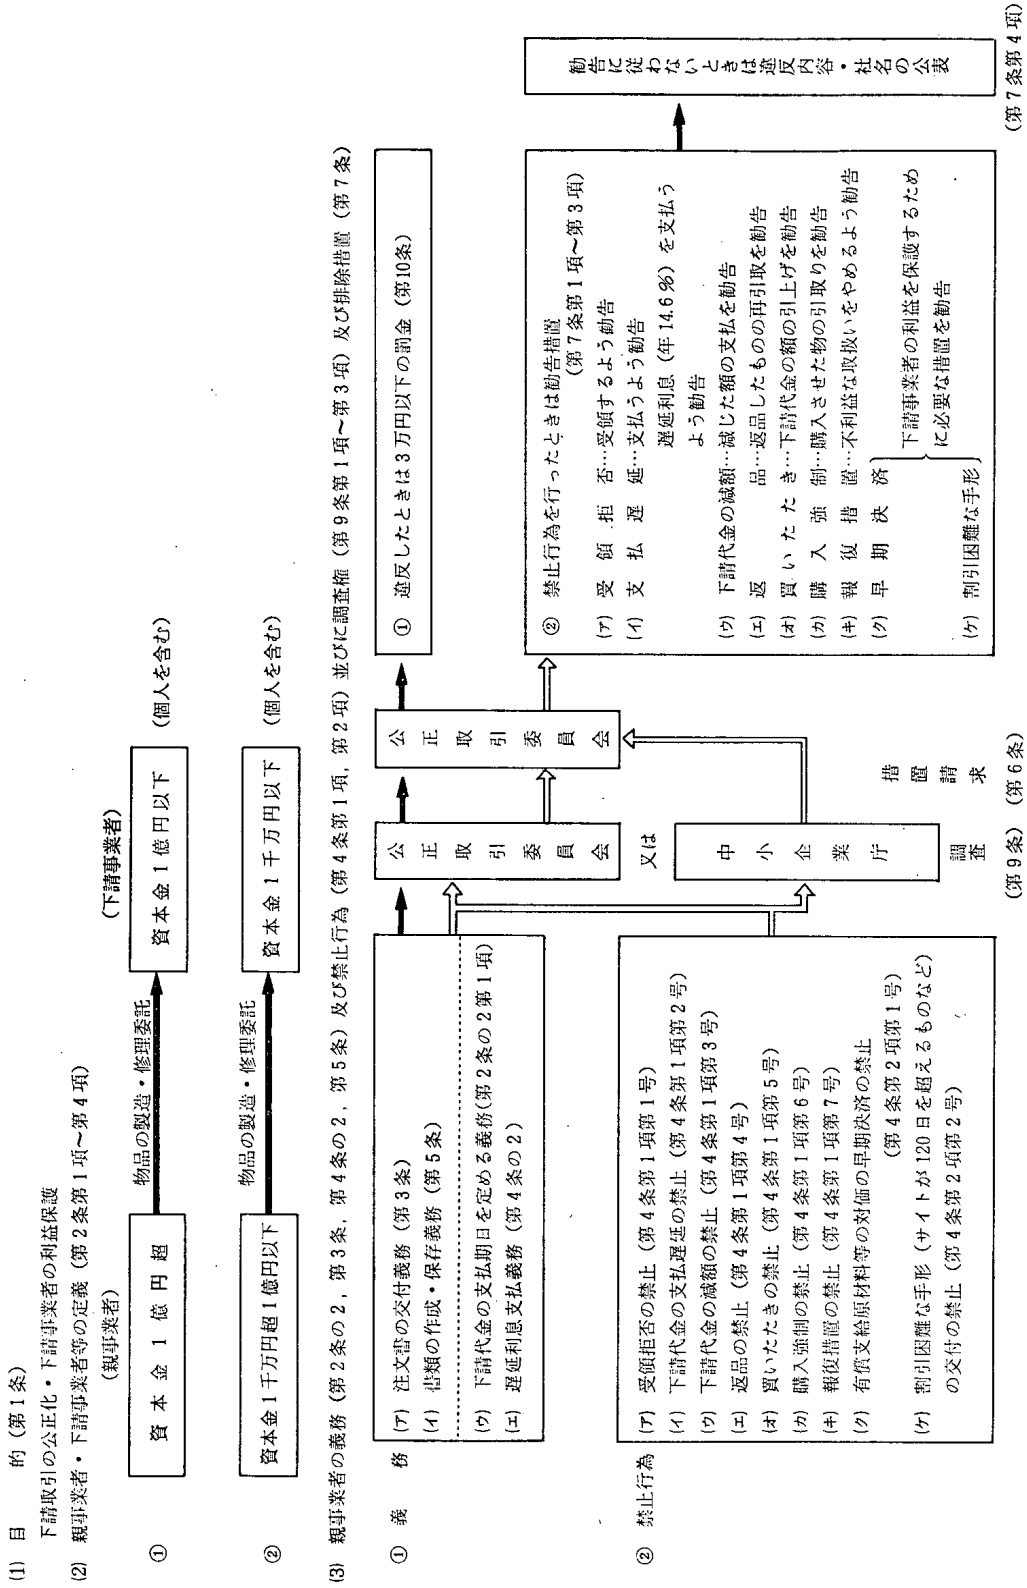 (1) 目　　的 (第1条)
下請取引の公正化・下請事業者の利益保護
(2) 親事業者・下請事業者等の定義 (第2条第1項～第4項)
(親事業者)
(下請事業者)
①
資本金1億円超
物品の製造・修理委託
資本金1億円以下
(個人を含む)
②
資本金1千万円超1億円以下
物品の製造・修理委託
資本金1千万円以下
(個人を含む)
(3) 親事業者の義務 (第2条の2，第3条，第4条の2，第5条) 及び禁止行為 (第4条第1項，第2項) 並びに調査権 (第9条第1項～第3項) 及び排除措置 (第7条)
① 義　　務
(ア) 注文書の交付義務 (第3条)
(イ) 書類の作成・保存義務 (第5条)
(ウ) 下請代金の支払期日を定める義務(第2条の2第1項)
(エ) 遅延利息支払義務 (第4条の2)
② 禁止行為
(ア) 受領拒否の禁止 (第4条第1項第1号)
(イ) 下請代金の支払遅延の禁止 (第4条第1項第2号)
(ウ) 下請代金の減額の禁止 (第4条第1項第3号)
(エ) 返品の禁止 (第4条第1項第4号)
(オ) 買いたたきの禁止 (第4条第1項第5号)
(カ) 購入強制の禁止 (第4条第1項第6号)
(キ) 報復措置の禁止 (第4条第1項第7号)
(ク) 有償支給原材料等の対価の早期決済の禁止
(第4条第2項第1号)
(ケ) 割引困難な手形 (サイトが120日を超えるものなど)
の交付の禁止 (第4条第2項第2号)
公正取引委員会
又は
中小企業庁
調査
(第9条)
公正取引委員会
措置請求
(第6条)
① 違反したときは3万円以下の罰金 (第10条)
② 禁止行為を行ったときは勧告措置
(第7条第1項～第3項)
(ア) 受領拒否…受領するよう勧告
(イ) 支払遅延…支払うよう勧告
遅延利息 (年14.6%) を支払う
よう勧告
(ウ) 下請代金の減額…減じた額の支払を勧告
(エ) 返品…返品したものの再引取を勧告
(オ) 買いたたき…下請代金の額の引上げを勧告
(カ) 購入強制…購入させた物の引取りを勧告
(キ) 報復措置…不利益な取扱いをやめるよう勧告
(ク) 早期決済
(ケ) 割引困難な手形
下請事業者の利益を保護するため
に必要な措置を勧告
勧告に従わないときは違反内容・社名の公表
(第7条第4項)